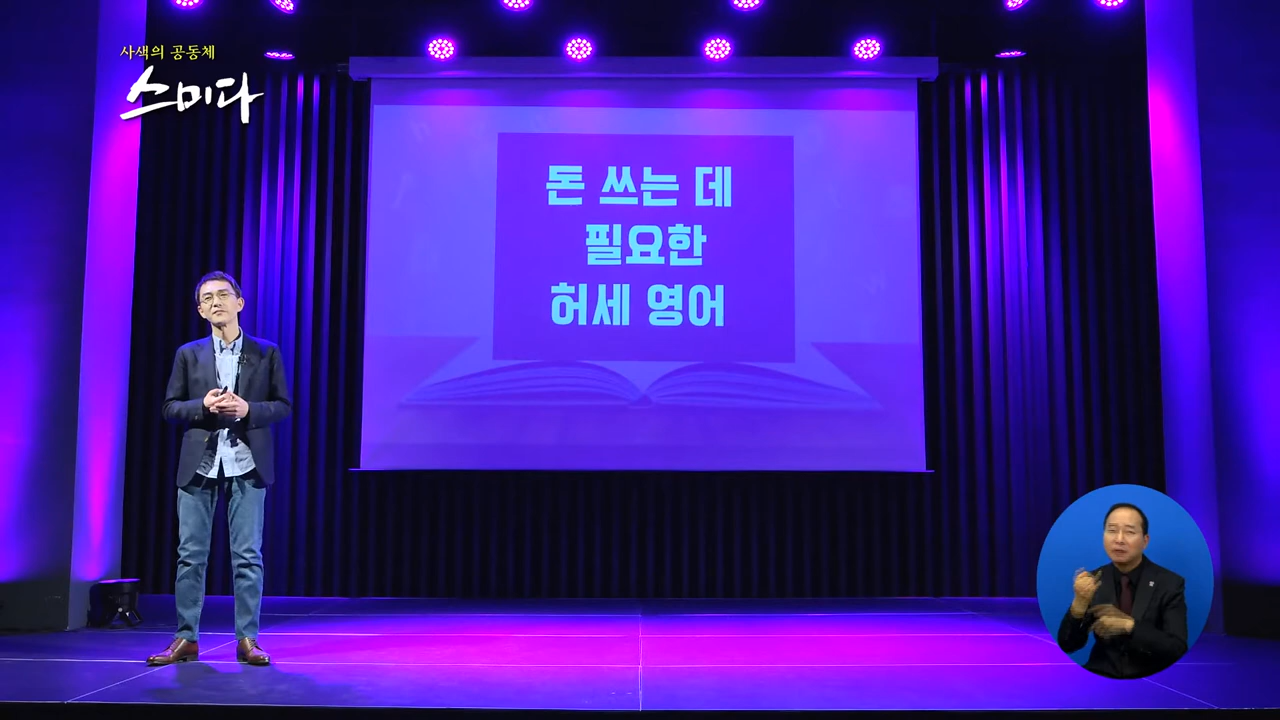 사색의 공동체
스미다
돈 쓰는 데
필요한
허세 영어